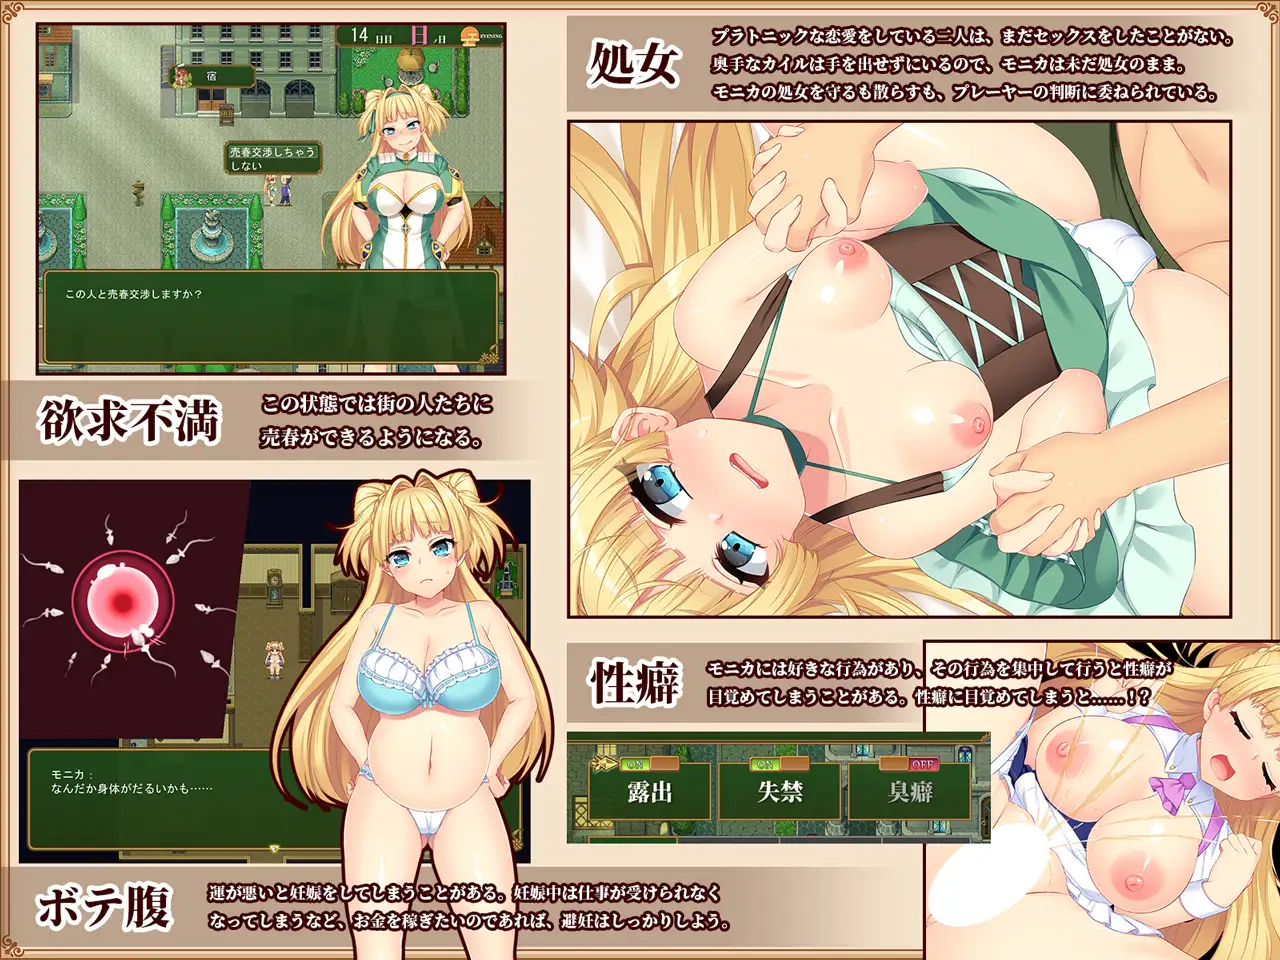 14 日目 日 ノ日 EVENING
宿
売春交渉しちゃう
しない
この人と売春交渉しますか？
処女
プラトニックな恋愛をしている二人は、まだセックスをしたことがない。
奥手なカイルは手を出せずにいるので、モニカは未だ処女のまま。
モニカの処女を守るも散らすも、プレーヤーの判断に委ねられている。
欲求不満
この状態では街の人たちに
売春ができるようになる。
モニカ：
なんだか身体がだるいかも……
性癖
モニカには好きな行為があり、その行為を集中して行うと性癖が
目覚めてしまうことがある。性癖に目覚めてしまうと……！？
ON ON OFF
露出 失禁 臭癖
ボテ腹
運が悪いと妊娠をしてしまうことがある。妊娠中は仕事が受けられなく
なってしまうなど、お金を稼ぎたいのであれば、避妊はしっかりしよう。